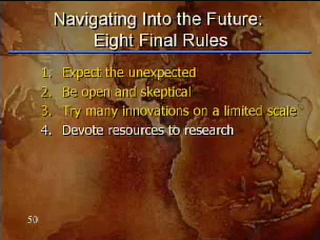 Navigating Into the Future:
Eight Final Rules
1. Expect the unexpected
2. Be open and skeptical
3. Try many innovations on a limited scale
4. Devote resources to research
50